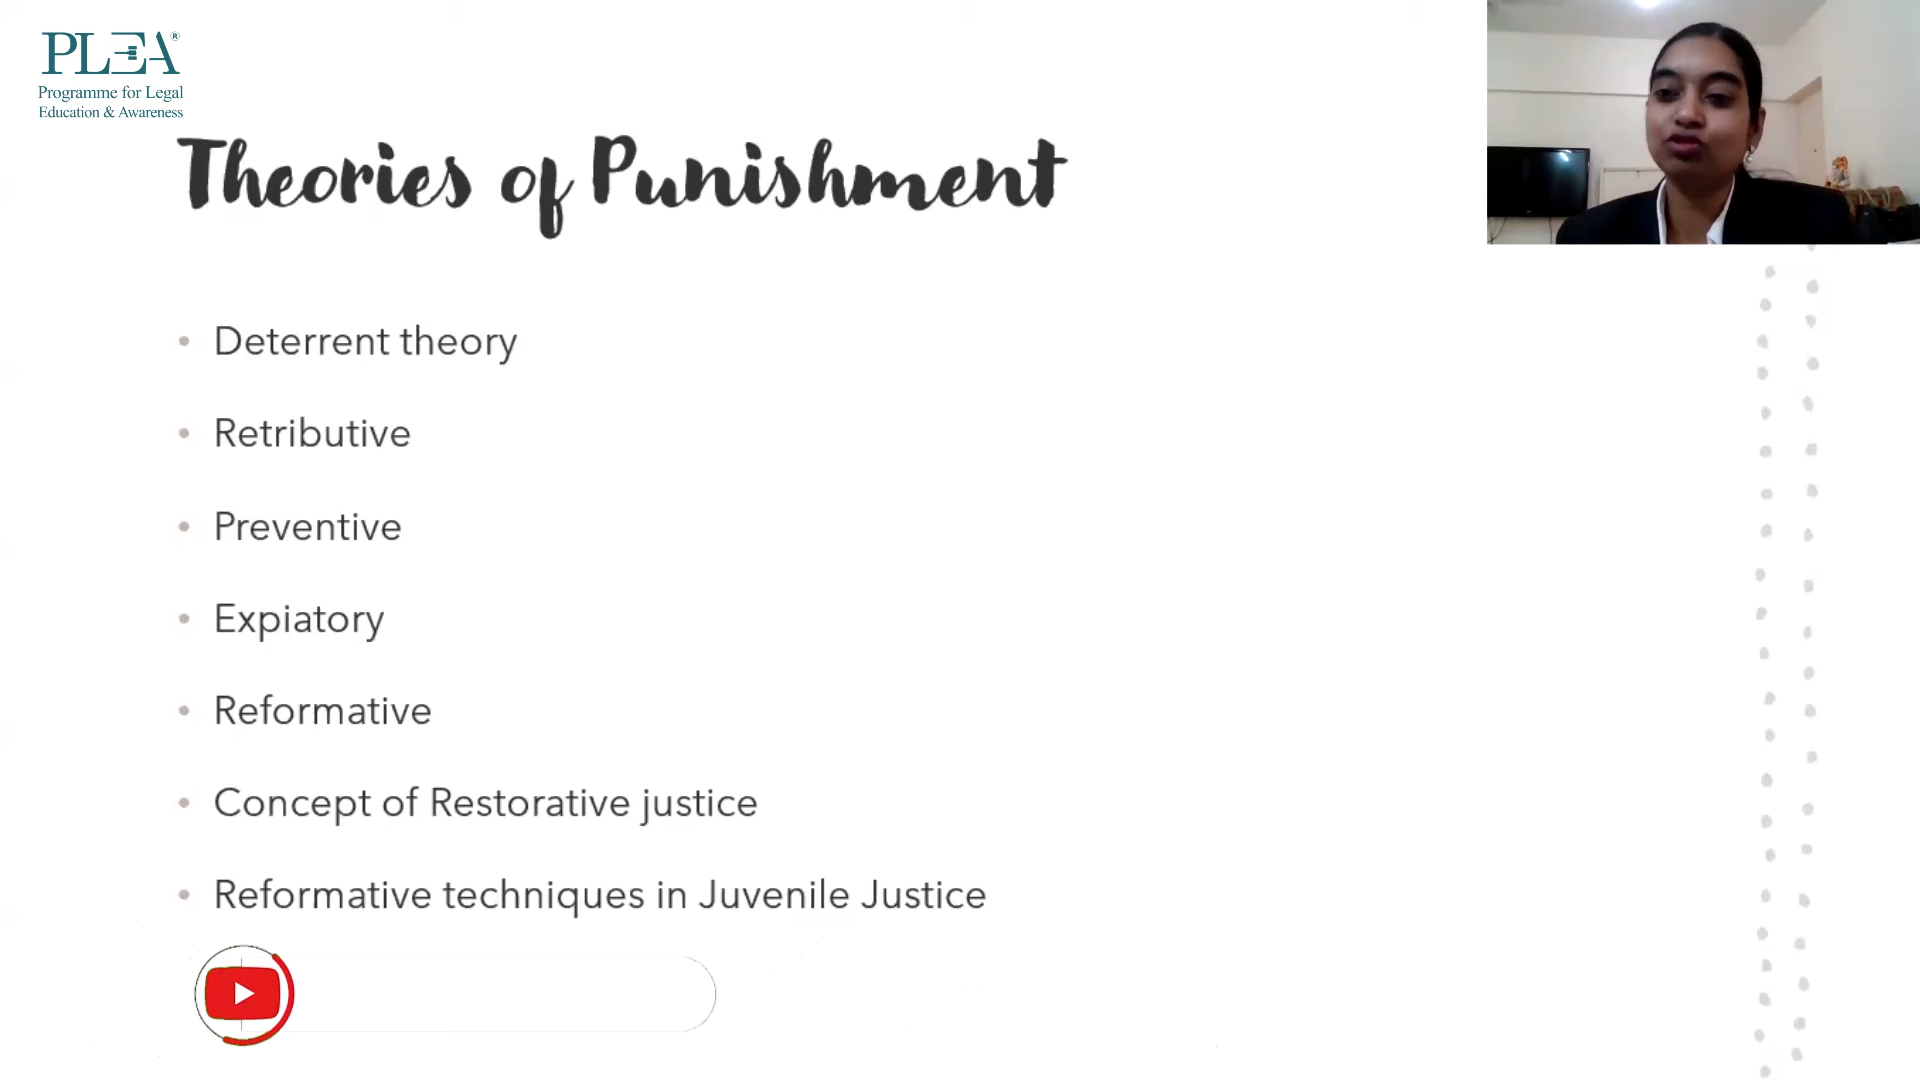 PLEA®
Programme for Legal
Education & Awareness
Theories of Punishment
• Deterrent theory
• Retributive
• Preventive
• Expiatory
• Reformative
• Concept of Restorative justice
• Reformative techniques in Juvenile Justice